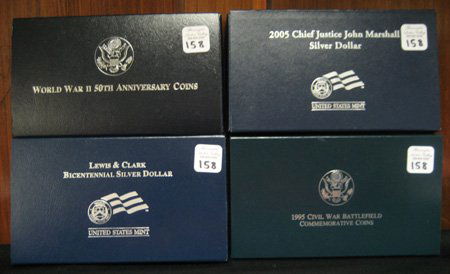 WORLD WAR II 50TH ANNIVERSARY COINS
158
2005 Chief Justice John Marshall
Silver Dollar
UNITED STATES MINT
158
LEWIS & CLARK
BICENTENNIAL SILVER DOLLAR
UNITED STATES MINT
158
1995 CIVIL WAR BATTLEFIELD
COMMEMORATIVE COINS
158